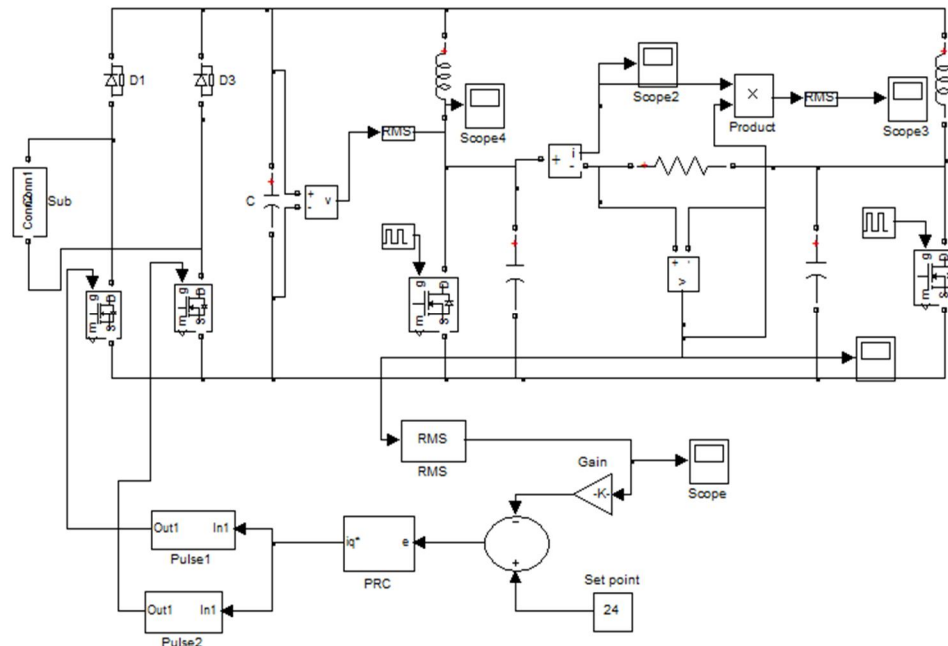 D1
D3
Scope2
×
Product
RMS
Scope3
Scope4
RMS
Conn1
Sub
C
+
-
v
+
i
-
+
-
v
g
D
m
S
g
D
m
S
g
D
m
S
g
D
m
S
RMS
RMS
Gain
-K-
Scope
Out1
In1
Pulse1
iq*
e
PRC
−
+
Set point
24
Out1
In1
Pulse2